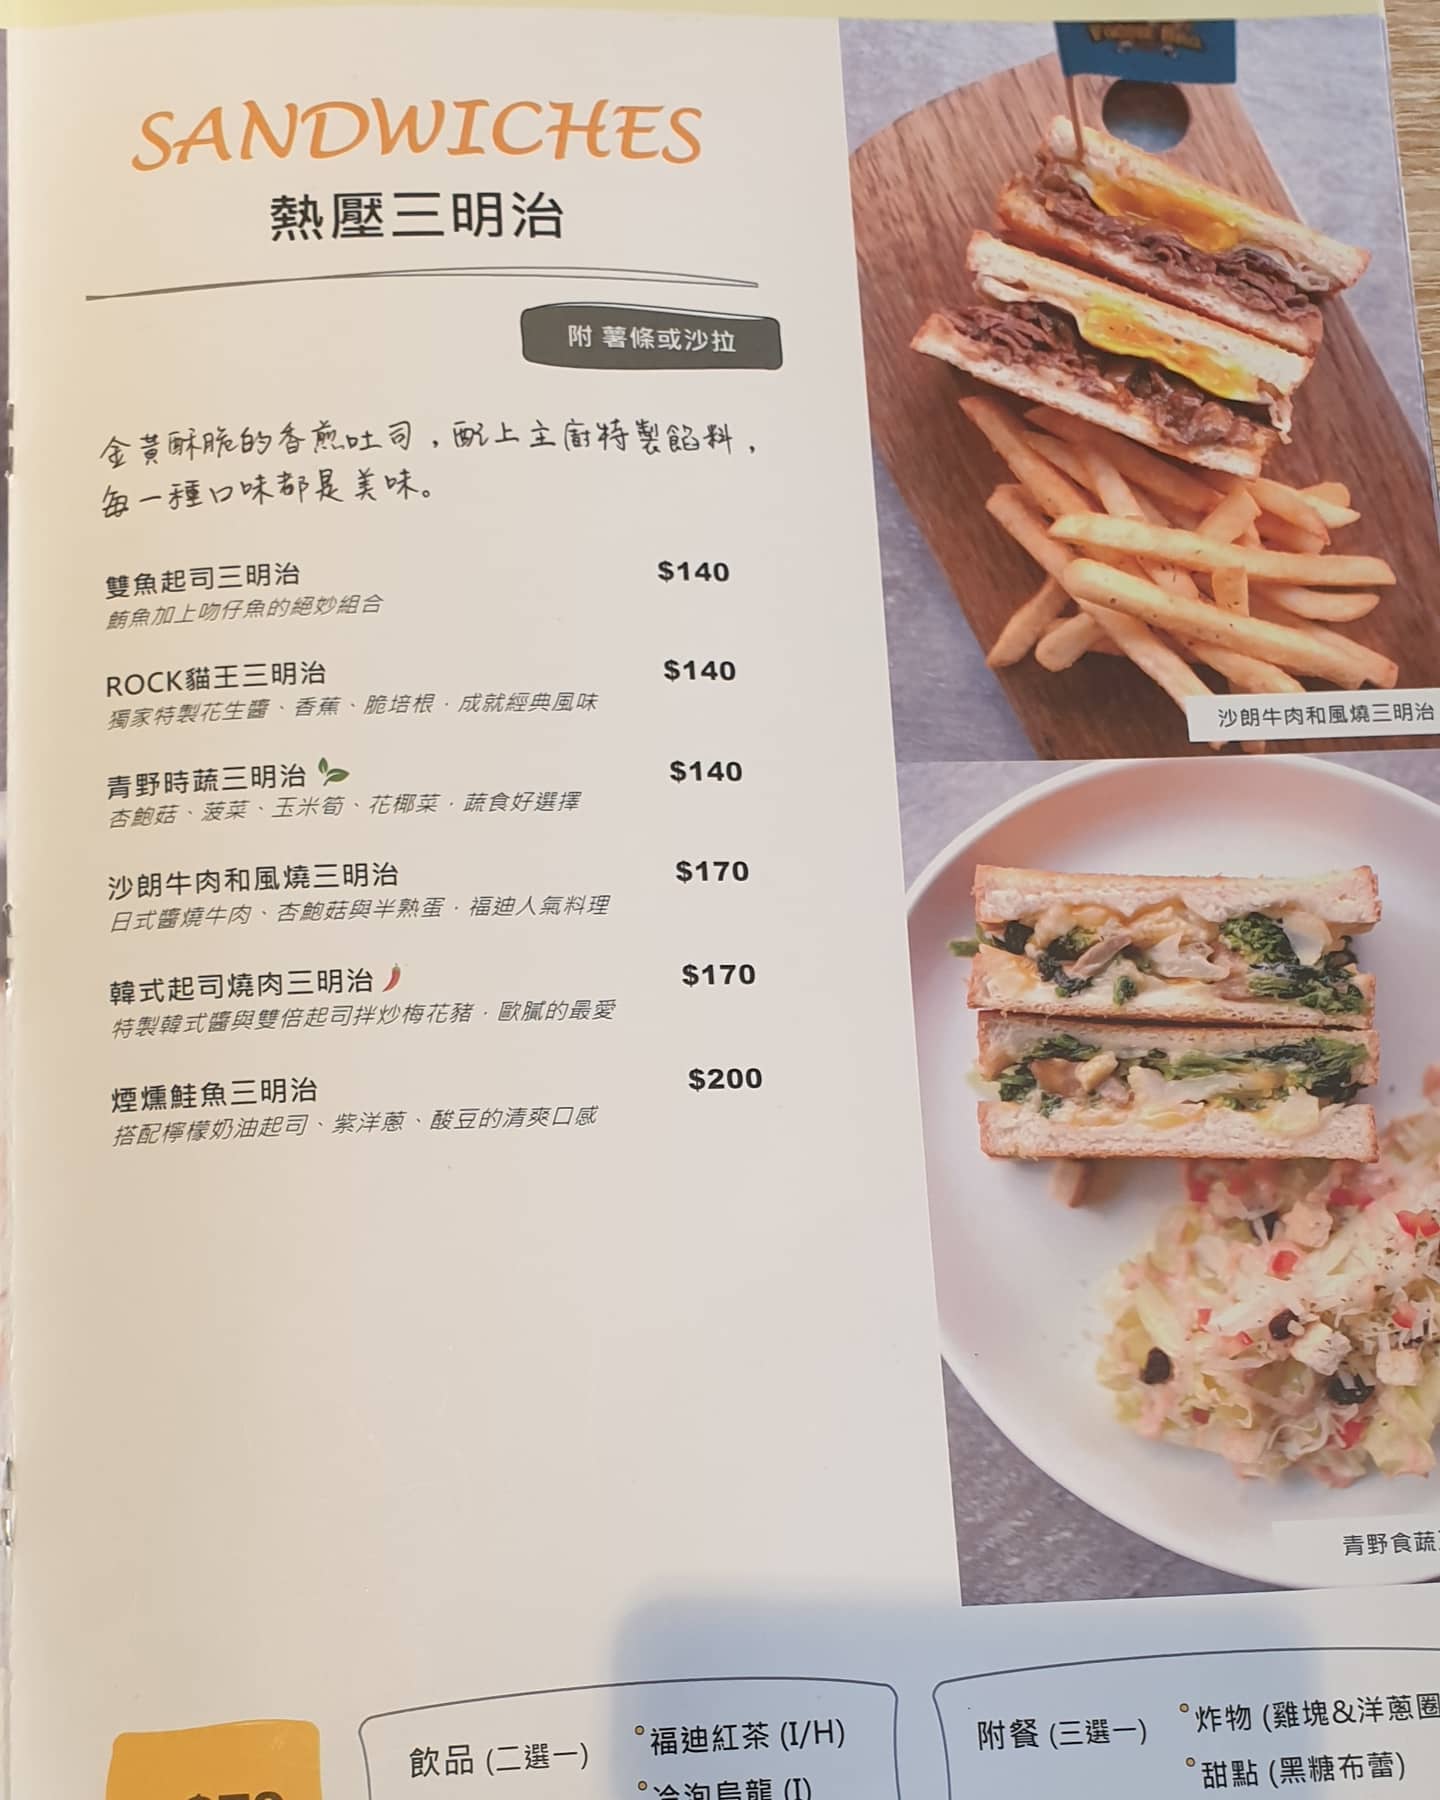 SANDWICHES
熱壓三明治
附 薯條或沙拉
金黃酥脆的香煎吐司，配上主廚特製餡料，
每一種口味都是美味。
雙魚起司三明治 $140
鮪魚加上吻仔魚的絕妙組合
ROCK貓王三明治 $140
獨家特製花生醬、香蕉、脆培根．成就經典風味
青野時蔬三明治 $140
杏鮑菇、菠菜、玉米筍、花椰菜．蔬食好選擇
沙朗牛肉和風燒三明治 $170
日式醬燒牛肉、杏鮑菇與半熟蛋．福迪人氣料理
韓式起司燒肉三明治 $170
特製韓式醬與雙倍起司拌炒梅花豬．歐膩的最愛
煙燻鮭魚三明治 $200
搭配檸檬奶油起司、紫洋蔥、酸豆的清爽口感
沙朗牛肉和風燒三明治
青野食蔬
飲品 (二選一)
福迪紅茶 (I/H)
冷泡烏龍 (I)
附餐 (三選一)
炸物 (雞塊&洋蔥圈
甜點 (黑糖布蕾)